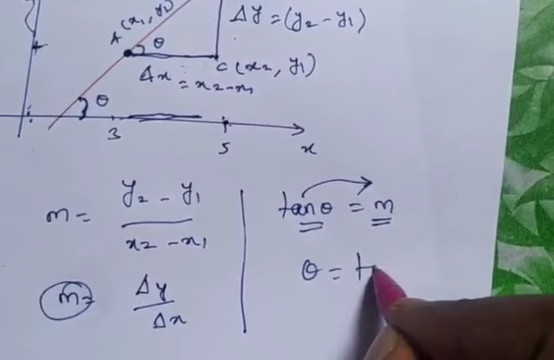 A (x₁, y₁)
Δy = (y₂ - y₁)
θ
C (x₂, y₁)
Δx = x₂ - x₁
θ
3
5
x
m = y₂ - y₁ / x₂ - x₁
tanθ = m
θ = t
m = Δy / Δx